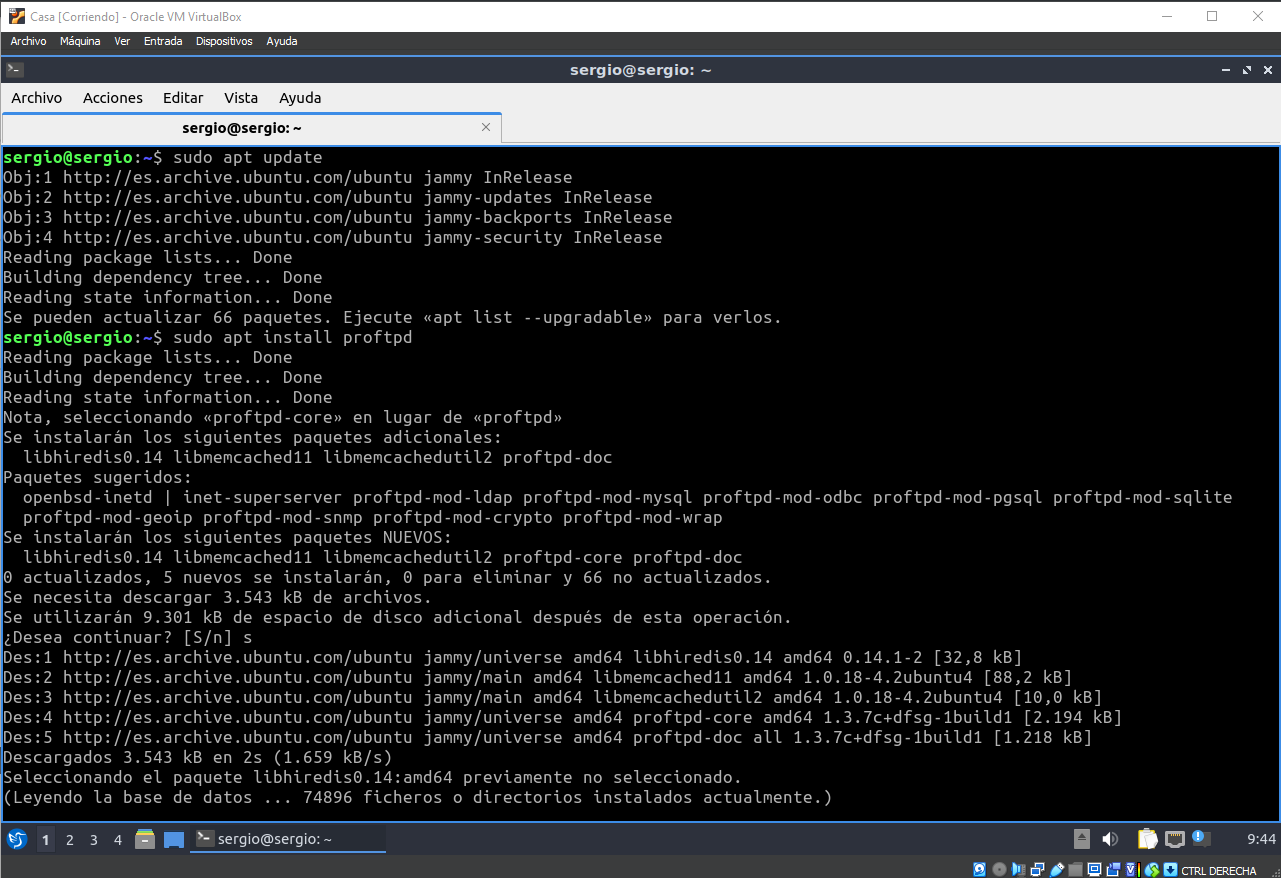 Casa [Corriendo] - Oracle VM VirtualBox
Archivo Máquina Ver Entrada Dispositivos Ayuda
sergio@sergio: ~
Archivo Acciones Editar Vista Ayuda
sergio@sergio: ~
sergio@sergio:~$ sudo apt update
Obj:1 http://es.archive.ubuntu.com/ubuntu jammy InRelease
Obj:2 http://es.archive.ubuntu.com/ubuntu jammy-updates InRelease
Obj:3 http://es.archive.ubuntu.com/ubuntu jammy-backports InRelease
Obj:4 http://es.archive.ubuntu.com/ubuntu jammy-security InRelease
Reading package lists... Done
Building dependency tree... Done
Reading state information... Done
Se pueden actualizar 66 paquetes. Ejecute «apt list --upgradable» para verlos.
sergio@sergio:~$ sudo apt install proftpd
Reading package lists... Done
Building dependency tree... Done
Reading state information... Done
Nota, seleccionando «proftpd-core» en lugar de «proftpd»
Se instalarán los siguientes paquetes adicionales:
libhiredis0.14 libmemcached11 libmemcachedutil2 proftpd-doc
Paquetes sugeridos:
openbsd-inetd | inet-superserver proftpd-mod-ldap proftpd-mod-mysql proftpd-mod-odbc proftpd-mod-pgsql proftpd-mod-sqlite
proftpd-mod-geoip proftpd-mod-snmp proftpd-mod-crypto proftpd-mod-wrap
Se instalarán los siguientes paquetes NUEVOS:
libhiredis0.14 libmemcached11 libmemcachedutil2 proftpd-core proftpd-doc
0 actualizados, 5 nuevos se instalarán, 0 para eliminar y 66 no actualizados.
Se necesita descargar 3.543 kB de archivos.
Se utilizarán 9.301 kB de espacio de disco adicional después de esta operación.
¿Desea continuar? [S/n] s
Des:1 http://es.archive.ubuntu.com/ubuntu jammy/universe amd64 libhiredis0.14 amd64 0.14.1-2 [32,8 kB]
Des:2 http://es.archive.ubuntu.com/ubuntu jammy/main amd64 libmemcached11 amd64 1.0.18-4.2ubuntu4 [88,2 kB]
Des:3 http://es.archive.ubuntu.com/ubuntu jammy/main amd64 libmemcachedutil2 amd64 1.0.18-4.2ubuntu4 [10,0 kB]
Des:4 http://es.archive.ubuntu.com/ubuntu jammy/universe amd64 proftpd-core amd64 1.3.7c+dfsg-1build1 [2.194 kB]
Des:5 http://es.archive.ubuntu.com/ubuntu jammy/universe amd64 proftpd-doc all 1.3.7c+dfsg-1build1 [1.218 kB]
Descargados 3.543 kB en 2s (1.659 kB/s)
Seleccionando el paquete libhiredis0.14:amd64 previamente no seleccionado.
(Leyendo la base de datos ... 74896 ficheros o directorios instalados actualmente.)
1 2 3 4 sergio@sergio: ~ 9:44
CTRL DERECHA